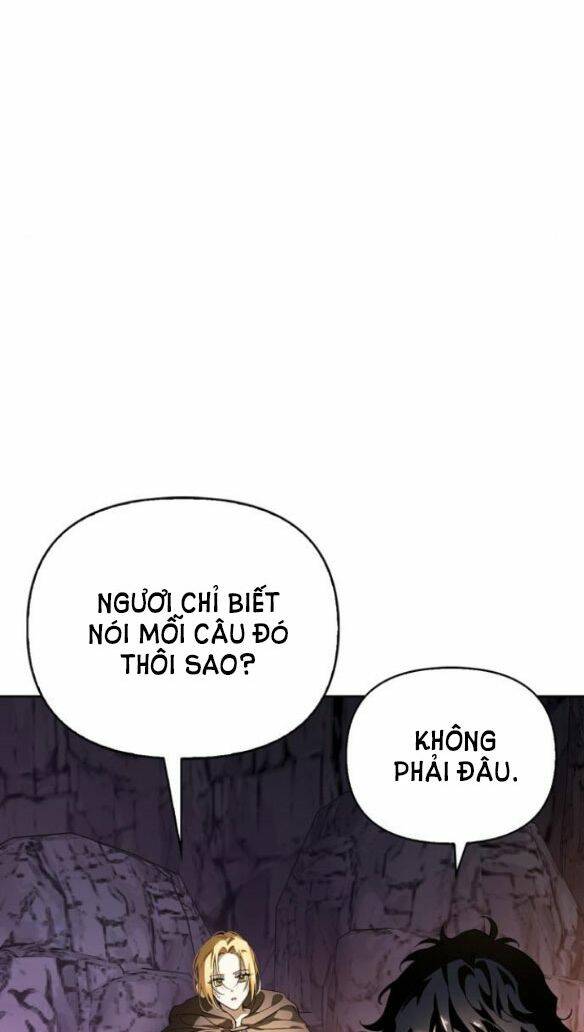 NGƯƠI CHỈ BIẾT
NÓI MỖI CÂU ĐÓ
THÔI SAO?
KHÔNG
PHẢI ĐÂU.